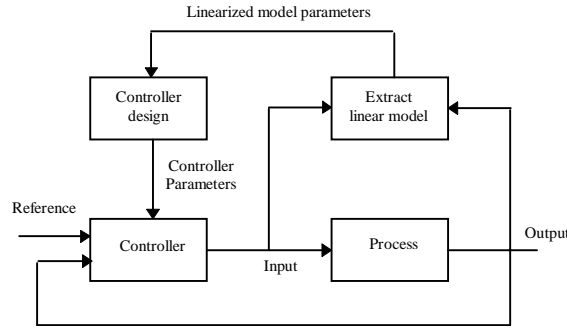 Linearized model parameters
Controller
design
Extract
linear model
Controller
Parameters
Reference
Controller
Input
Process
Output